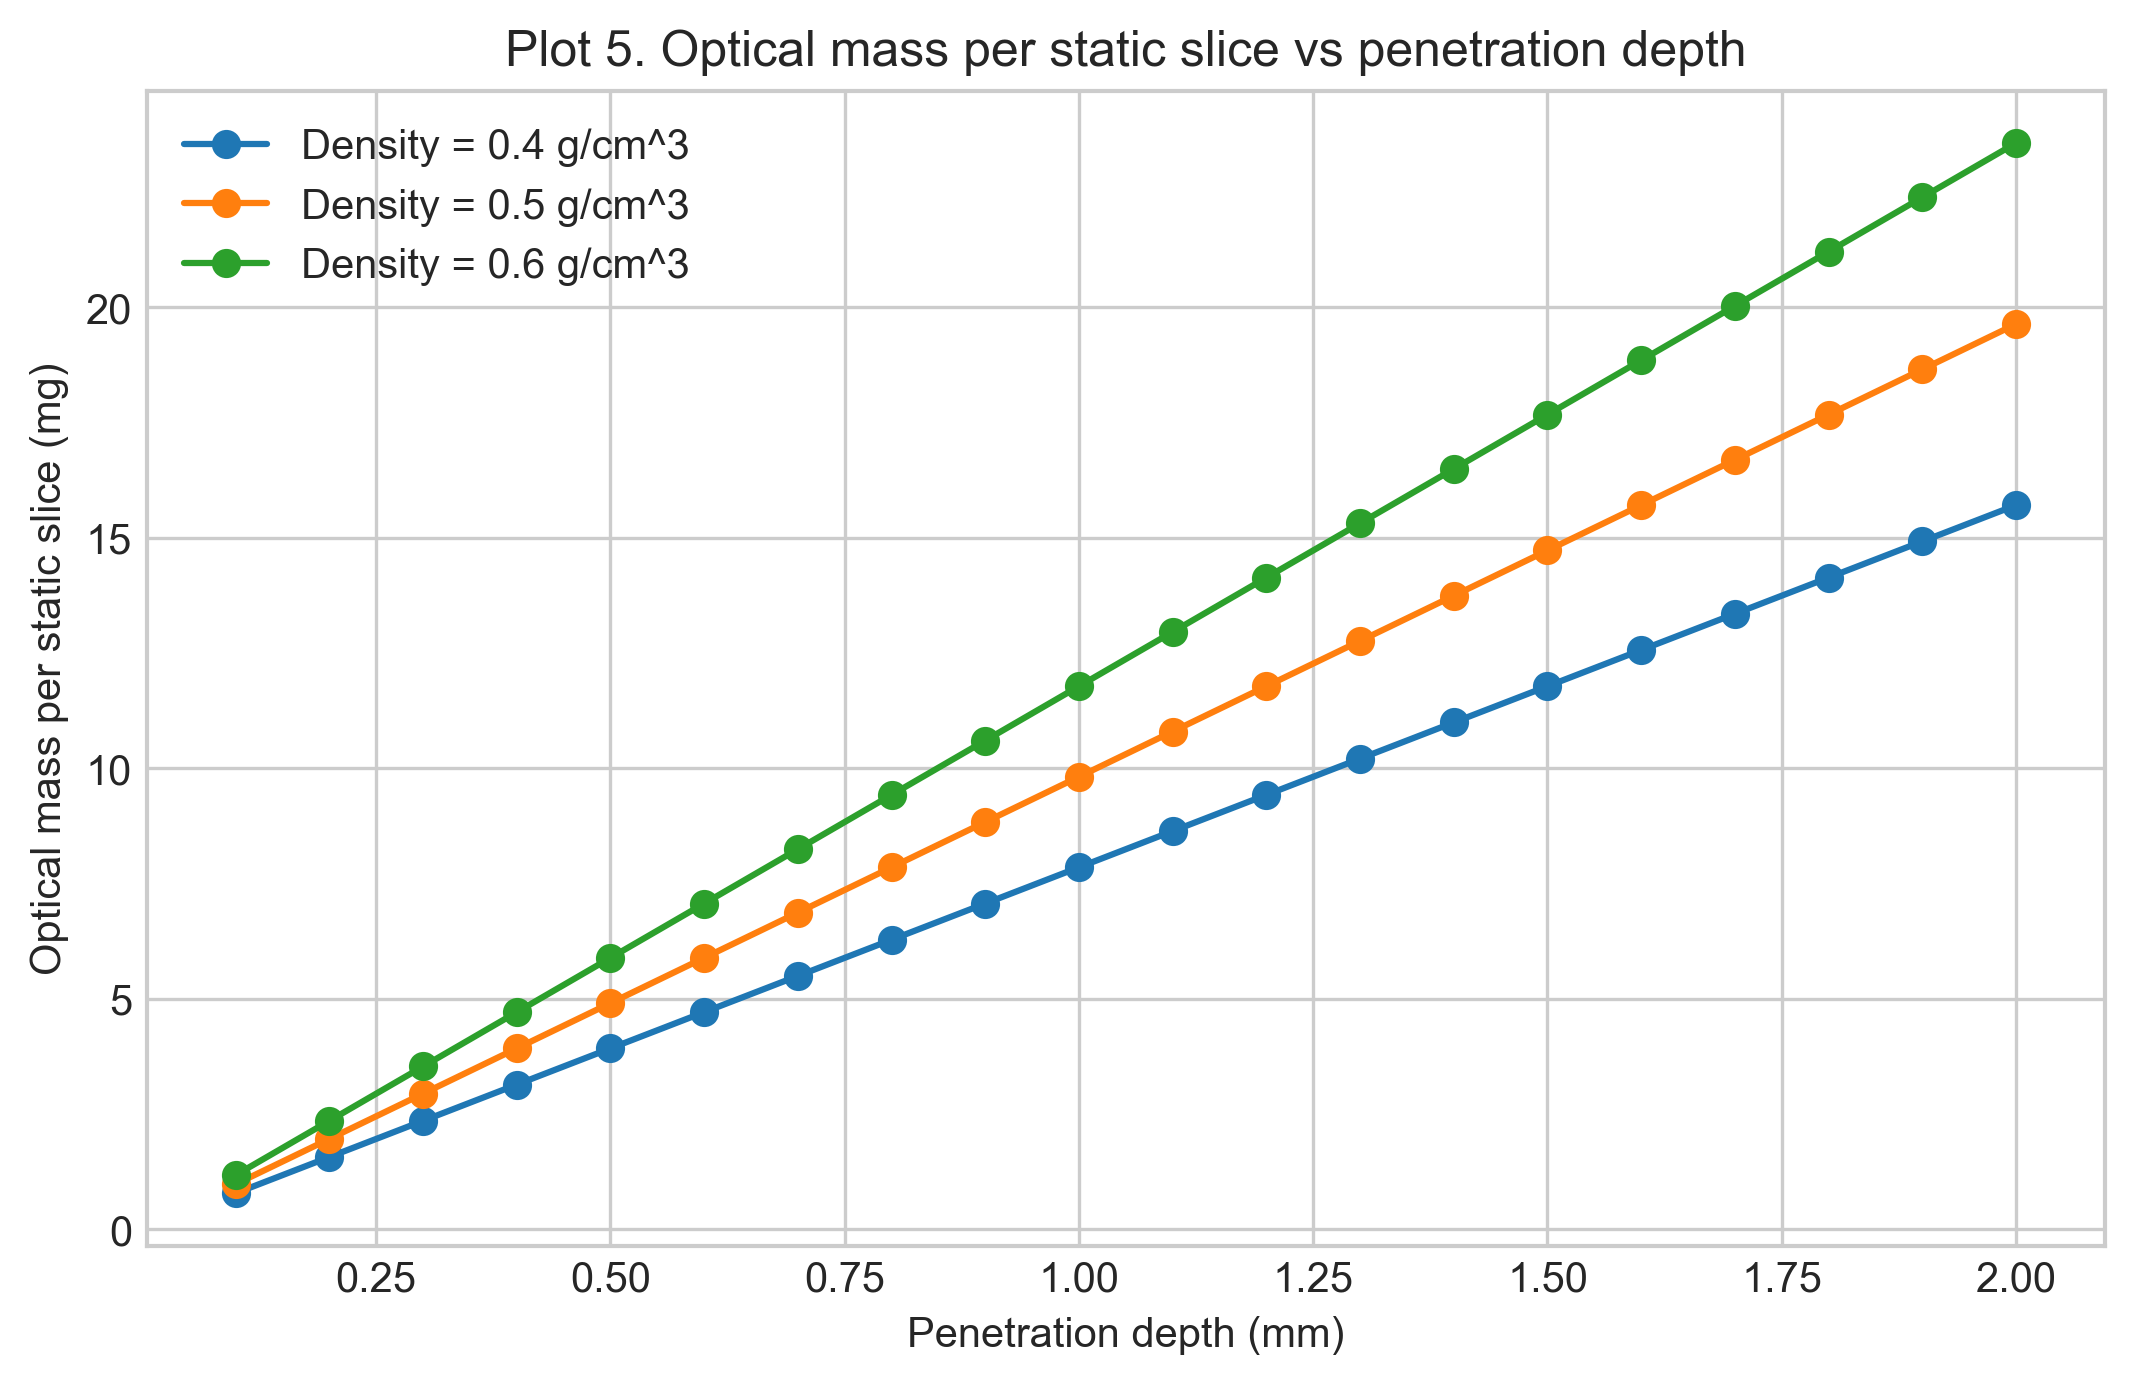 Plot 5. Optical mass per static slice vs penetration depth
Density = 0.4 g/cm^3
Density = 0.5 g/cm^3
Density = 0.6 g/cm^3
Optical mass per static slice (mg)
20
15
10
5
0
0.25 0.50 0.75 1.00 1.25 1.50 1.75 2.00
Penetration depth (mm)